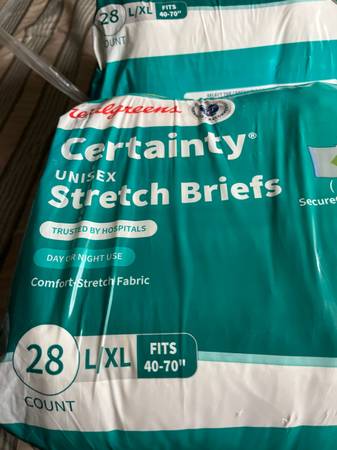 28 L/XL FITS
40-70"
COUNT
Walgreens
Certainty®
UNISEX
Stretch Briefs
TRUSTED BY HOSPITALS
DAY OR NIGHT USE
Comfort-Stretch Fabric
28 L/XL FITS
40-70"
COUNT